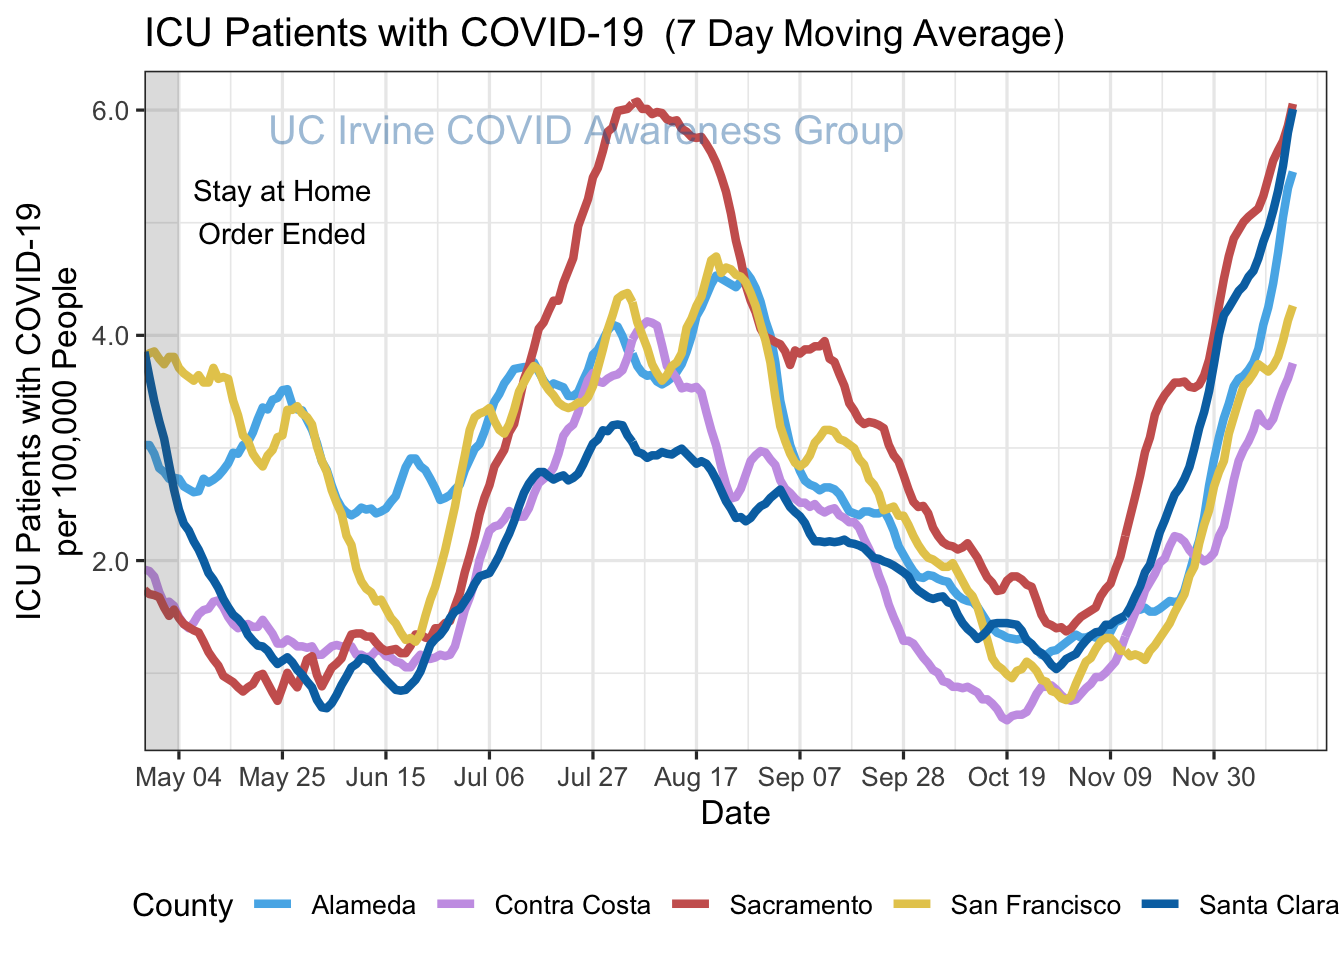 ICU Patients with COVID-19  (7 Day Moving Average)
ICU Patients with COVID-19
per 100,000 People
6.0
4.0
2.0
UC Irvine COVID Awareness Group
Stay at Home
Order Ended
May 04 May 25 Jun 15 Jul 06 Jul 27 Aug 17 Sep 07 Sep 28 Oct 19 Nov 09 Nov 30
Date
County Alameda Contra Costa Sacramento San Francisco Santa Clara